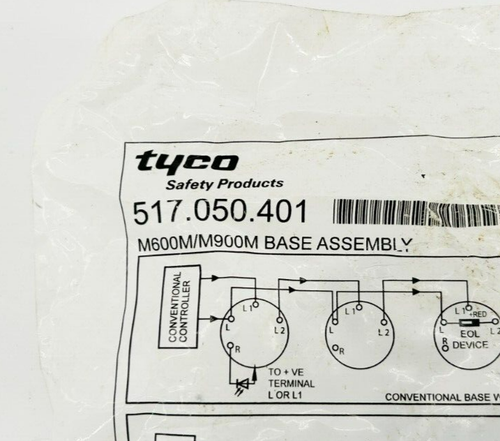 tyco
Safety Products
517.050.401
M600M/M900M BASE ASSEMBLY
CONVENTIONAL CONTROLLER
L1
L
L2
R
TO + VE
TERMINAL
L OR L1
L1
L
L2
L1
+RED
L
L2
EOL
DEVICE
R
CONVENTIONAL BASE